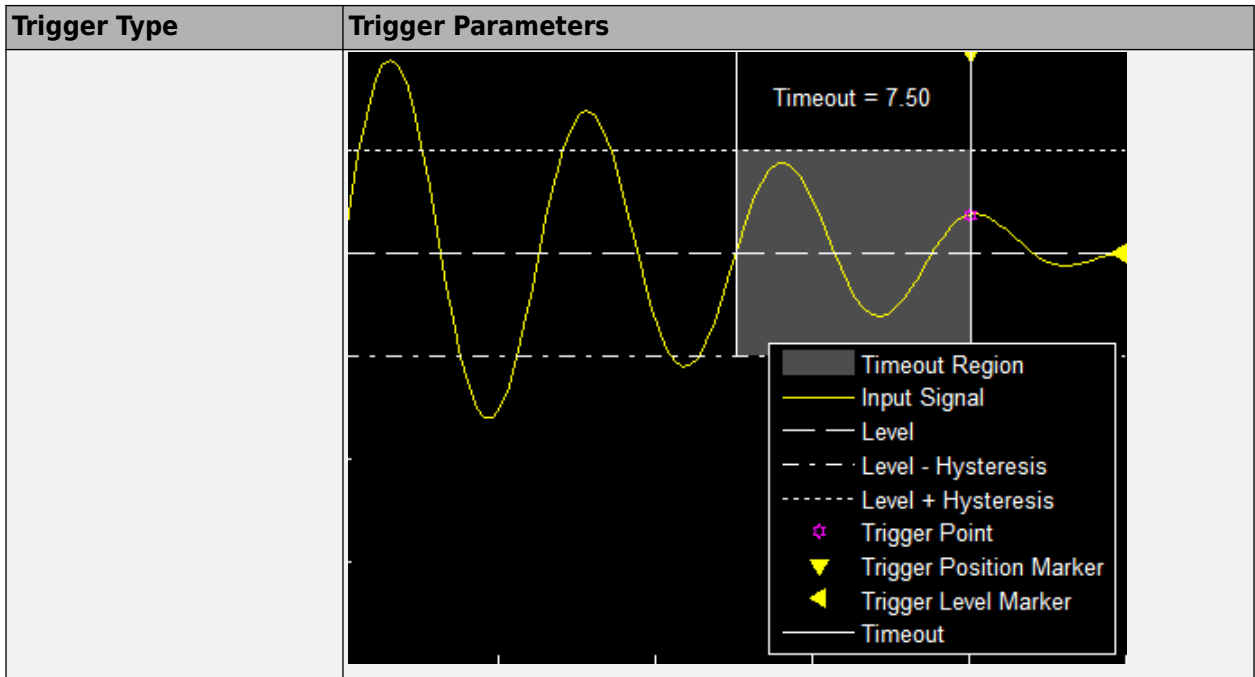 Trigger Type
Trigger Parameters
Timeout = 7.50
Timeout Region
Input Signal
Level
Level - Hysteresis
Level + Hysteresis
Trigger Point
Trigger Position Marker
Trigger Level Marker
Timeout